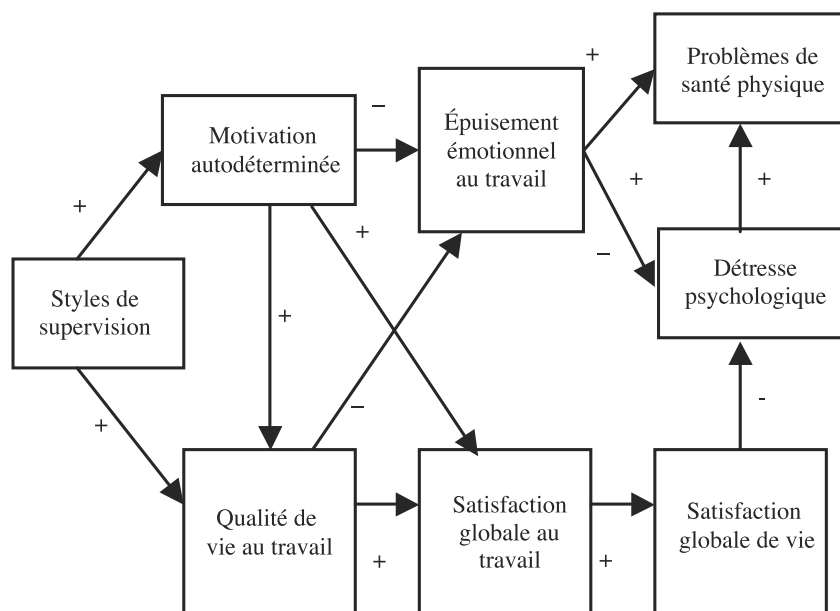 +
Problèmes de
santé physique
–
Motivation
autodéterminée
Épuisement
émotionnel
au travail
+
+
+
+
–
Styles de
supervision
Détresse
psychologique
+
+
–
-
Qualité de
vie au travail
Satisfaction
globale au
travail
Satisfaction
globale de vie
+
+